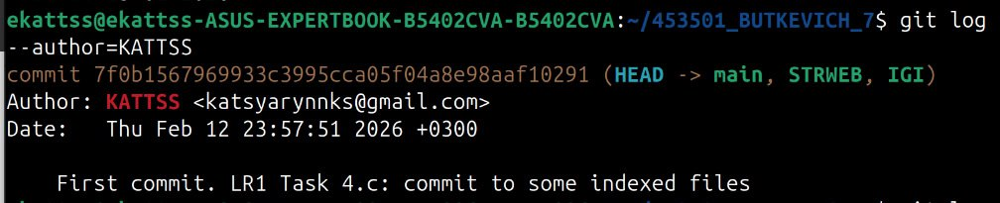 ekattss@ekattss-ASUS-EXPERTBOOK-B5402CVA-B5402CVA:~/453501_BUTKEVICH_7$ git log
--author=KATTSS
commit 7f0b1567969933c3995cca05f04a8e98aaf10291 (HEAD -> main, STRWEB, IGI)
Author: KATTSS <katsyarynnks@gmail.com>
Date:   Thu Feb 12 23:57:51 2026 +0300

    First commit. LR1 Task 4.c: commit to some indexed files